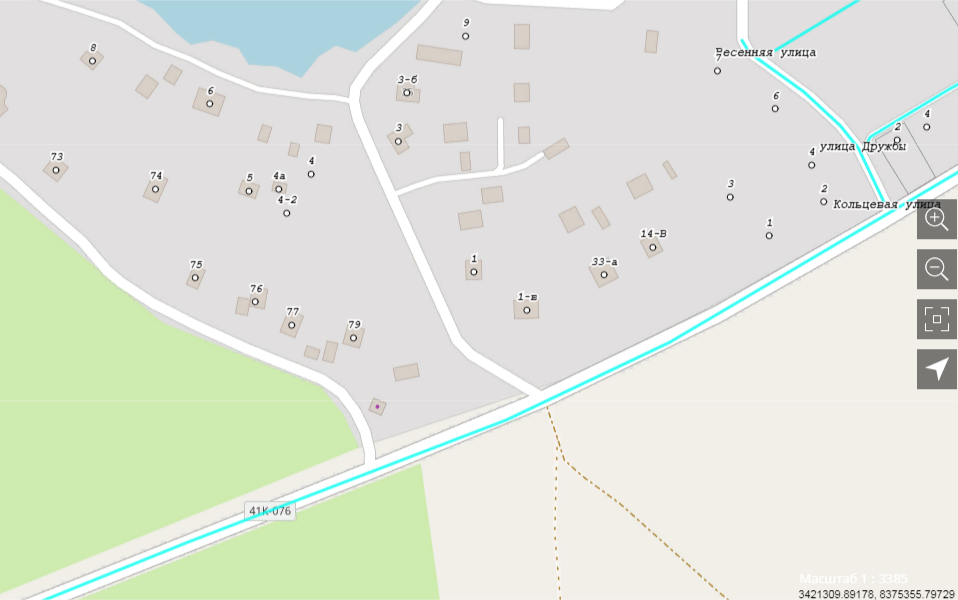 9
8
Весенняя улица
7
3-б
6
6
4
2
3
улица Дружбы
4
73
4
74
5
4а
3
2
4-2
Кольцевая улица
1
14-В
1
33-а
75
76
1-в
77
79
41К-076
Масштаб 1 : 3385
3421309.89178, 8375355.79729